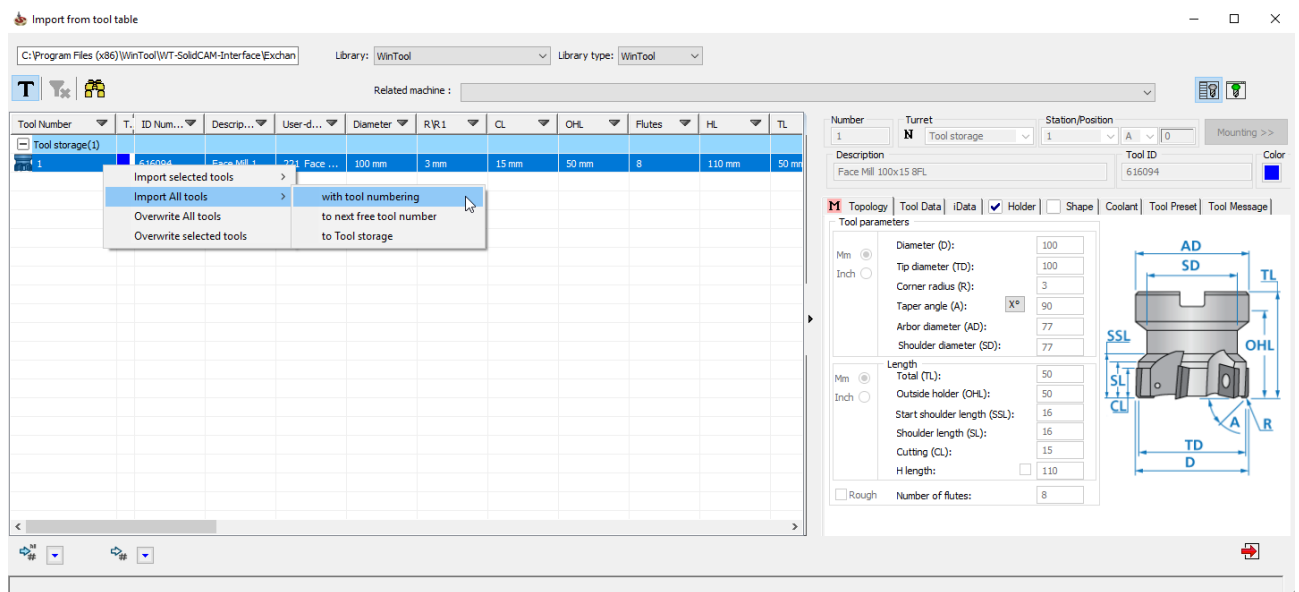 Import from tool table
C:\Program Files (x86)\WinTool\WT-SolidCAM-Interface\Exchan
Library: WinTool
Library type: WinTool
T
Related machine :
Tool Number T. ID Num... Descrip... User-d... Diameter R\R1 CL OHL Flutes HL TL
Tool storage(1)
1 616094 Face Mill 1 221 Face ... 100 mm 3 mm 15 mm 50 mm 8 110 mm 50 mm
Import selected tools >
Import All tools >
Overwrite All tools
Overwrite selected tools
with tool numbering
to next free tool number
to Tool storage
Number Turret Station/Position
1 N Tool storage 1 A 0 Mounting >>
Description Tool ID Color
Face Mill 100x15 8FL 616094
M Topology Tool Data iData Holder Shape Coolant Tool Preset Tool Message
Tool parameters
Mm
Inch
Diameter (D): 100
Tip diameter (TD): 100
Corner radius (R): 3
Taper angle (A): X° 90
Arbor diameter (AD): 77
Shoulder diameter (SD): 77
Length
Mm
Inch
Total (TL): 50
Outside holder (OHL): 50
Start shoulder length (SSL): 16
Shoulder length (SL): 16
Cutting (CL): 15
H length: 110
Rough Number of flutes: 8
AD
SD
TL
SSL
OHL
SL
CL
A
R
TD
D
M
#
#